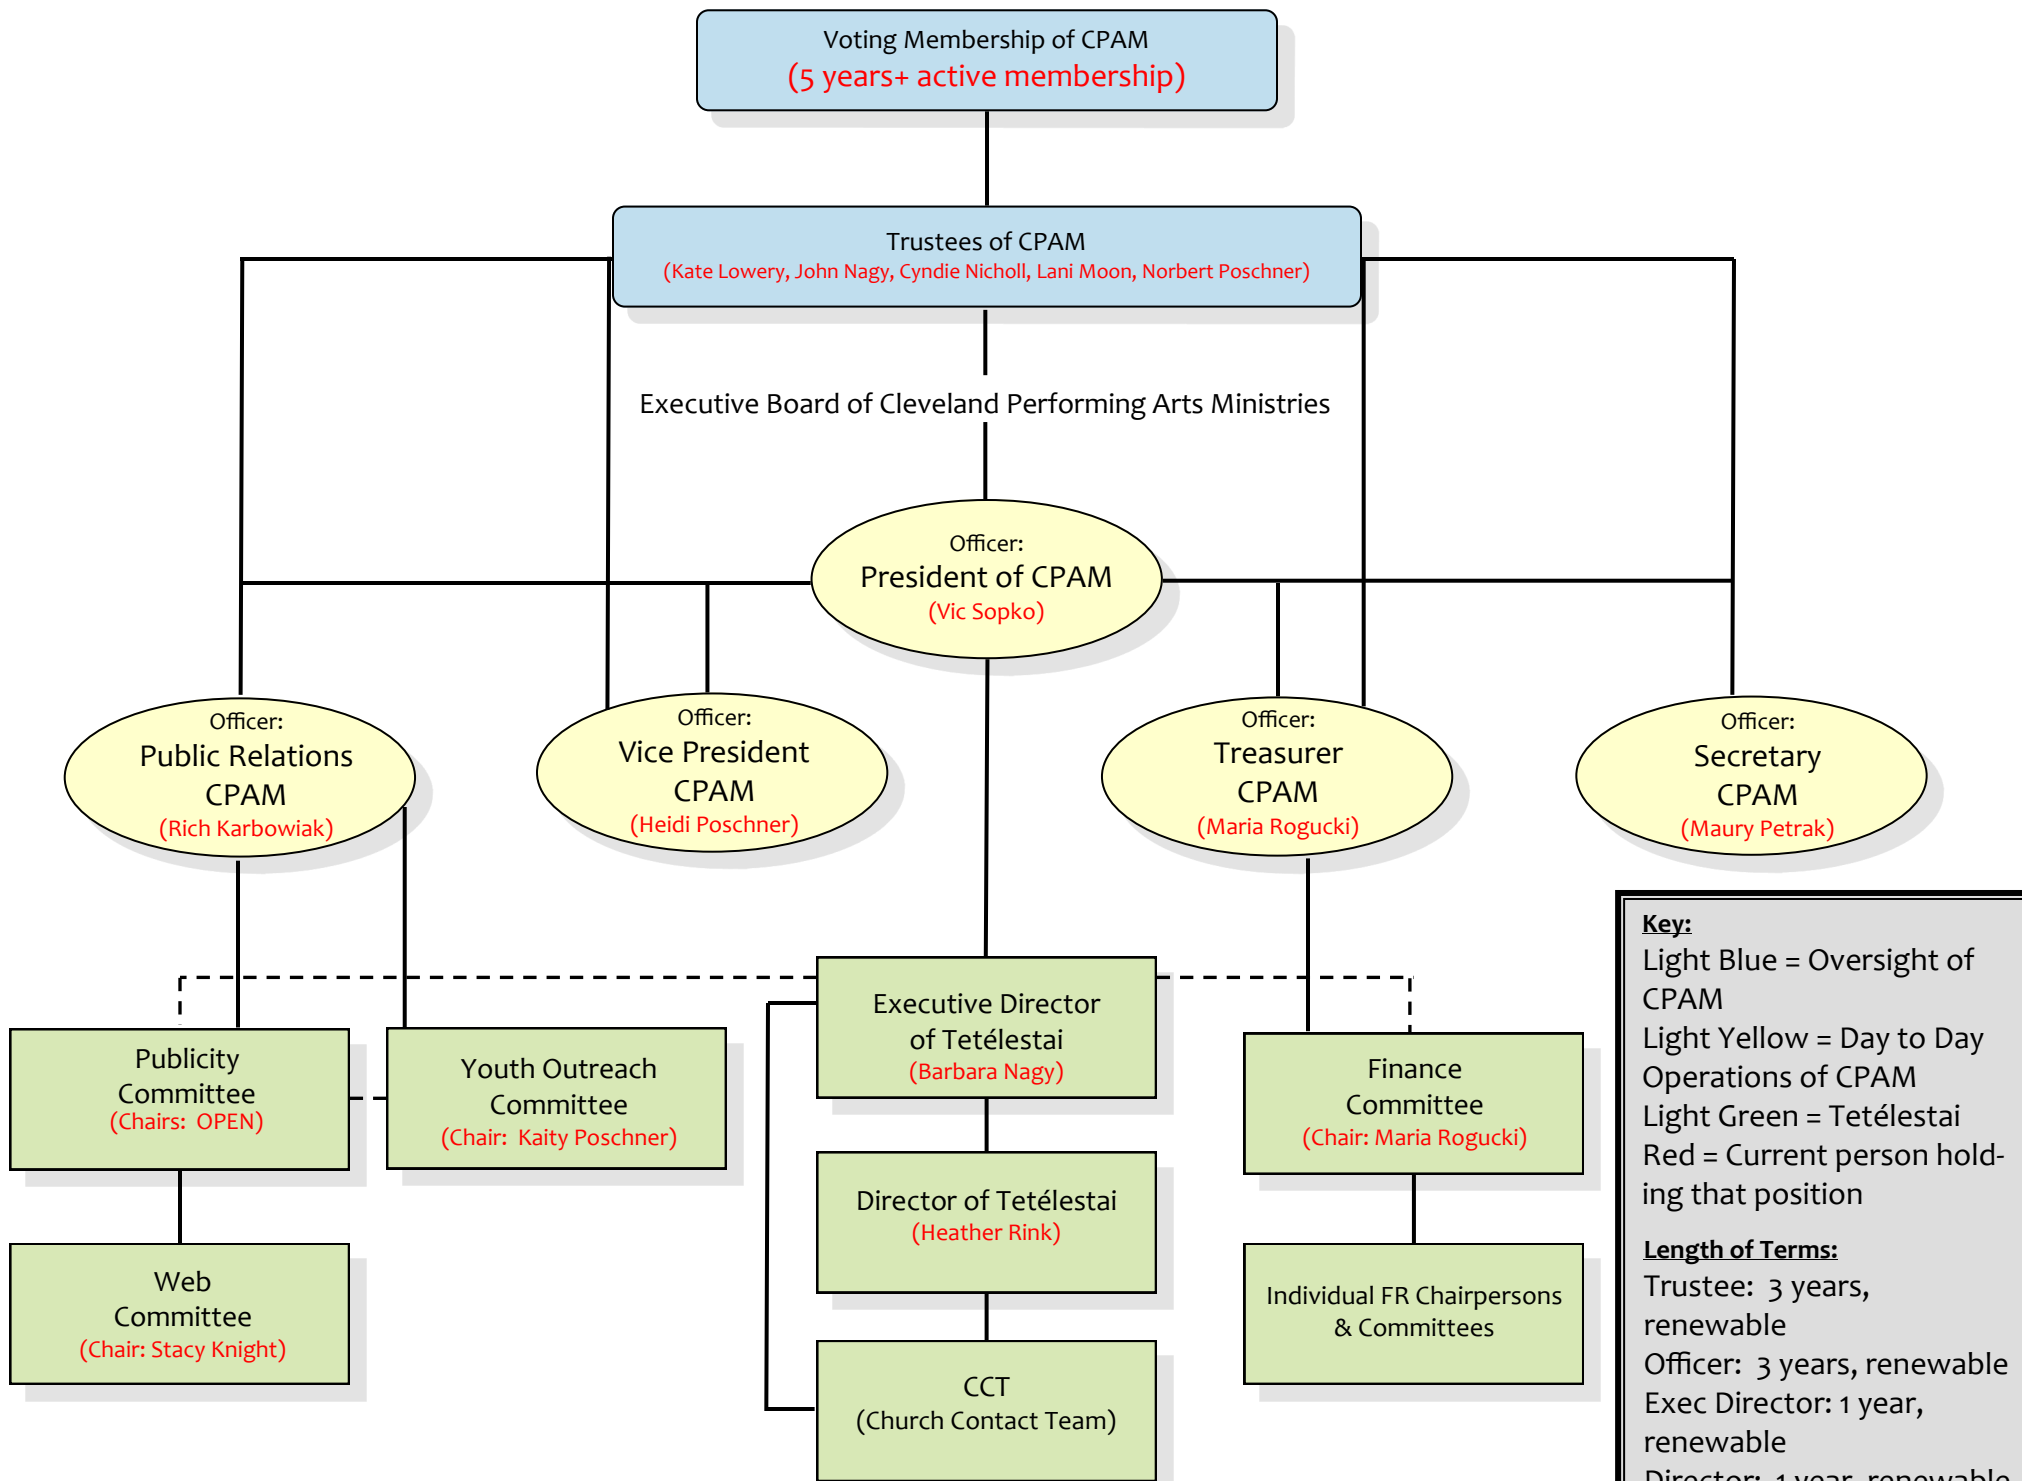 Voting Membership of CPAM
(5 years+ active membership)
Trustees of CPAM
(Kate Lowery, John Nagy, Cyndie Nicholl, Lani Moon, Norbert Poschner)
Executive Board of Cleveland Performing Arts Ministries
Officer:
President of CPAM
(Vic Sopko)
Officer:
Public Relations
CPAM
(Rich Karbowiak)
Officer:
Vice President
CPAM
(Heidi Poschner)
Officer:
Treasurer
CPAM
(Maria Rogucki)
Officer:
Secretary
CPAM
(Maury Petrak)
Publicity
Committee
(Chairs:  OPEN)
Youth Outreach
Committee
(Chair:  Kaity Poschner)
Executive Director
of Tetélestai
(Barbara Nagy)
Finance
Committee
(Chair: Maria Rogucki)
Director of Tetélestai
(Heather Rink)
Web
Committee
(Chair: Stacy Knight)
Individual FR Chairpersons
& Committees
CCT
(Church Contact Team)
Key:
Light Blue = Oversight of
CPAM
Light Yellow = Day to Day
Operations of CPAM
Light Green = Tetélestai
Red = Current person hold-
ing that position
Length of Terms:
Trustee:  3 years,
renewable
Officer:  3 years, renewable
Exec Director: 1 year,
renewable
Director:  1 year, renewable